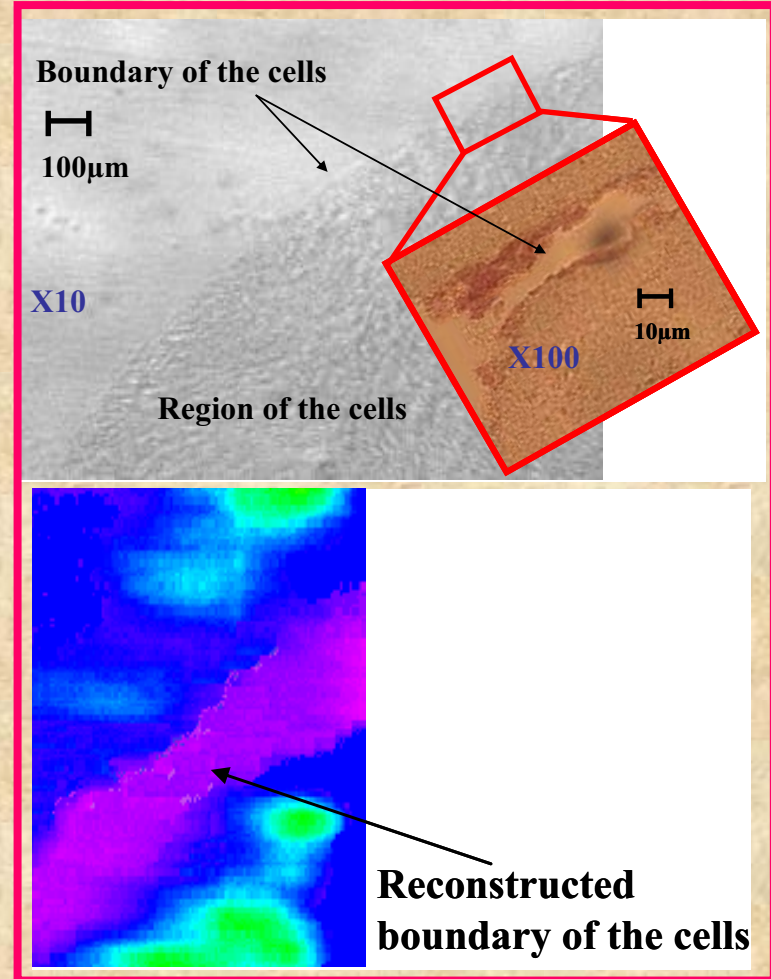 Boundary of the cells
100µm
X10
10µm
X100
Region of the cells
Reconstructed
boundary of the cells